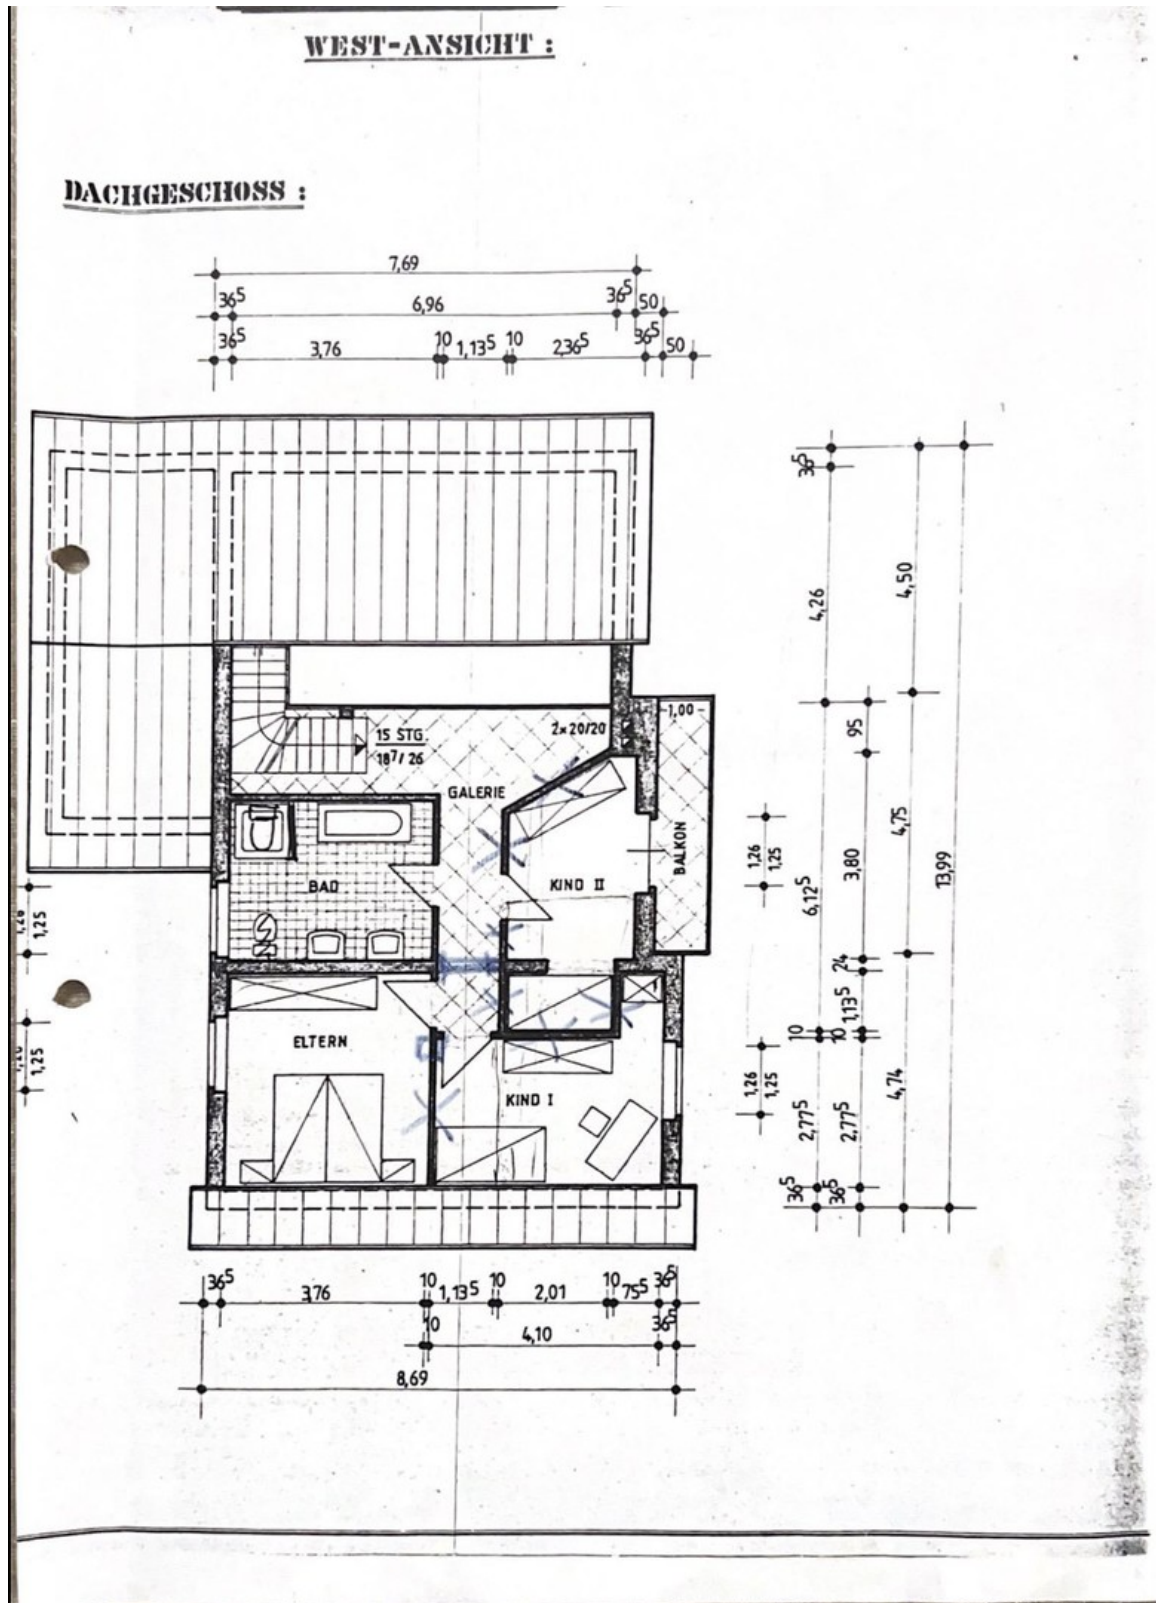 WEST-ANSICHT :
DACHGESCHOSS :
7,69
36⁵ 6,96 36⁵ 50
36⁵ 3,76 10 1,13⁵ 10 2,36⁵ 36⁵ 50
36⁵
4,26
4,50
13,99
15 STG.
18⁷/26
2x20/20
1,00
GALERIE
BALKON
BAD
KIND II
1,26
1,25
95
3,80
4,75
6,12⁵
24
1,13⁵
10
10
1,25
1,25
ELTERN
KIND I
1,26
1,25
2,77⁵
2,77⁵
4,74
36⁵
36⁵
36⁵ 3,76 10 1,13⁵ 10 2,01 10 75⁵ 36⁵
10 4,10 36⁵
8,69